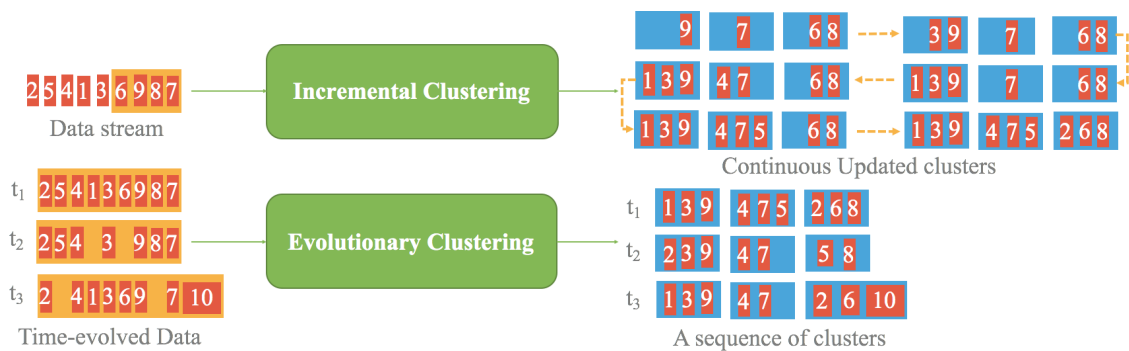 9 7 6 8 3 9 7 6 8
2 5 4 1 3 6 9 8 7 Incremental Clustering 1 3 9 4 7 6 8 1 3 9 7 6 8
Data stream 1 3 9 4 7 5 6 8 1 3 9 4 7 5 2 6 8
Continuous Updated clusters
t1 2 5 4 1 3 6 9 8 7 t1 1 3 9 4 7 5 2 6 8
t2 2 5 4 3 9 8 7 Evolutionary Clustering t2 2 3 9 4 7 5 8
t3 2 4 1 3 6 9 7 10 t3 1 3 9 4 7 2 6 10
Time-evolved Data A sequence of clusters